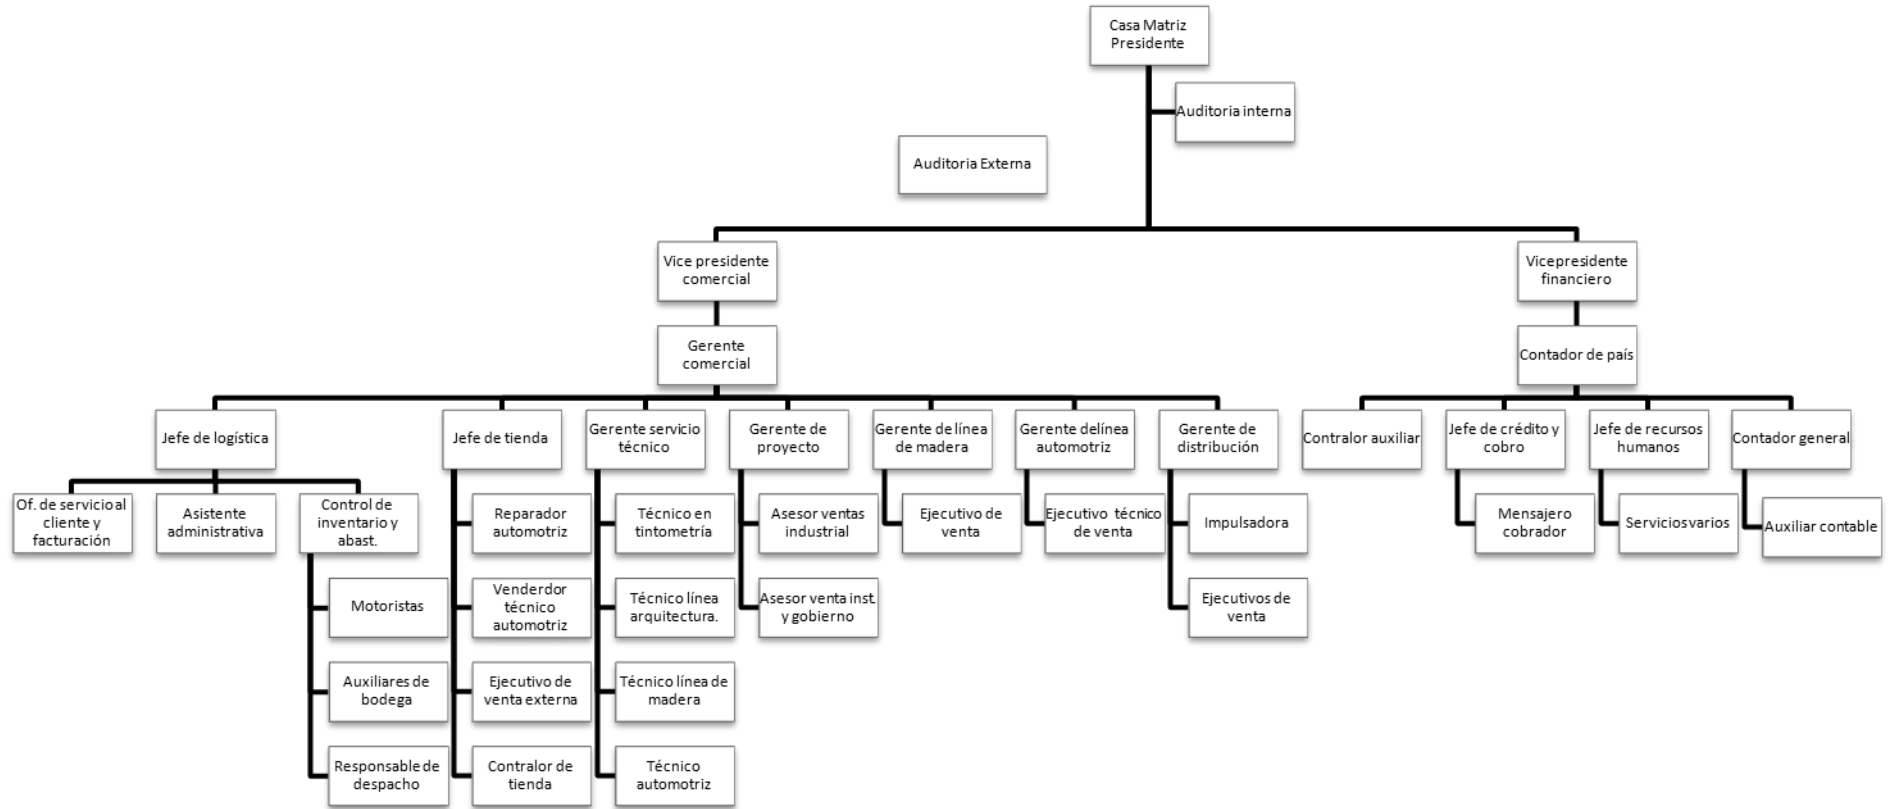 Casa Matriz
Presidente
Auditoria interna
Auditoria Externa
Vice presidente
comercial
Vicepresidente
financiero
Gerente
comercial
Contador de país
Jefe de logística
Jefe de tienda
Gerente servicio
técnico
Gerente de
proyecto
Gerente de línea
de madera
Gerente delínea
automotriz
Gerente de
distribución
Contralor auxiliar
Jefe de crédito y
cobro
Jefe de recursos
humanos
Contador general
Of. de servicio al
cliente y
facturación
Asistente
administrativa
Control de
inventario y
abast.
Reparador
automotriz
Técnico en
tintometría
Asesor ventas
industrial
Ejecutivo de
venta
Ejecutivo técnico
de venta
Impulsadora
Mensajero
cobrador
Servicios varios
Auxiliar contable
Motoristas
Venderdor
técnico
automotriz
Técnico línea
arquitectura.
Asesor venta inst.
y gobierno
Ejecutivos de
venta
Auxiliares de
bodega
Ejecutivo de
venta externa
Técnico línea de
madera
Responsable de
despacho
Contralor de
tienda
Técnico
automotriz